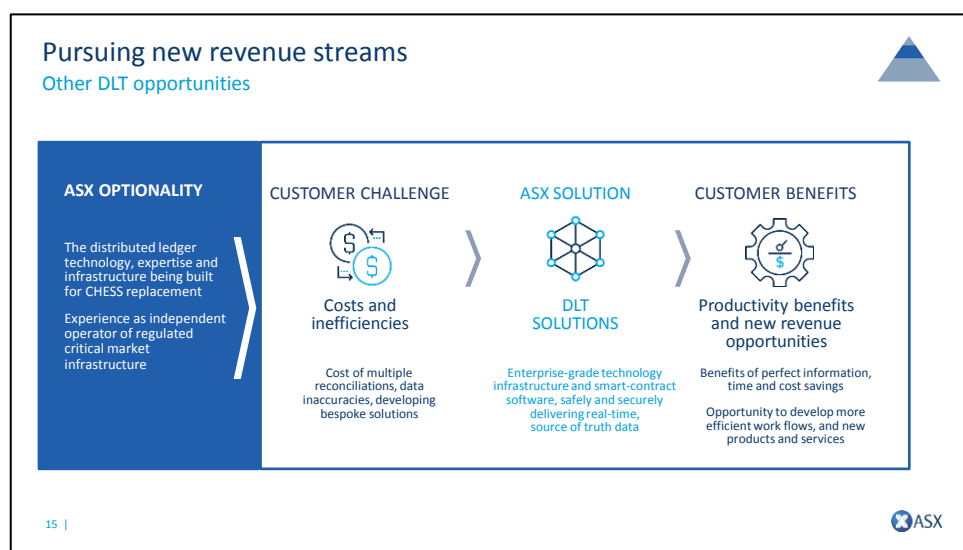 Pursuing new revenue streams
Other DLT opportunities
ASX OPTIONALITY
The distributed ledger
technology, expertise and
infrastructure being built
for CHESS replacement
Experience as independent
operator of regulated
critical market
infrastructure
CUSTOMER CHALLENGE
$
$
Costs and
inefficiencies
Cost of multiple
reconciliations, data
inaccuracies, developing
bespoke solutions
ASX SOLUTION
DLT
SOLUTIONS
Enterprise-grade technology
infrastructure and smart-contract
software, safely and securely
delivering real-time,
source of truth data
CUSTOMER BENEFITS
$
Productivity benefits
and new revenue
opportunities
Benefits of perfect information,
time and cost savings
Opportunity to develop more
efficient work flows, and new
products and services
15 |
ASX